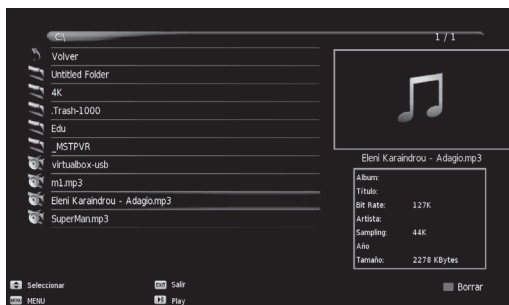 C:\ 1 / 1
Volver
Untitled Folder
4K
.Trash-1000
Edu
_MSTPVR
virtualbox-usb
m1.mp3
Eleni Karaindrou - Adagio.mp3
SuperMan.mp3
Eleni Karaindrou - Adagio.mp3
Album:
Título:
Bit Rate: 127K
Artista:
Sampling: 44K
Año
Tamaño: 2278 KBytes
Seleccionar EXIT Salir Borrar
MENU MENU Play